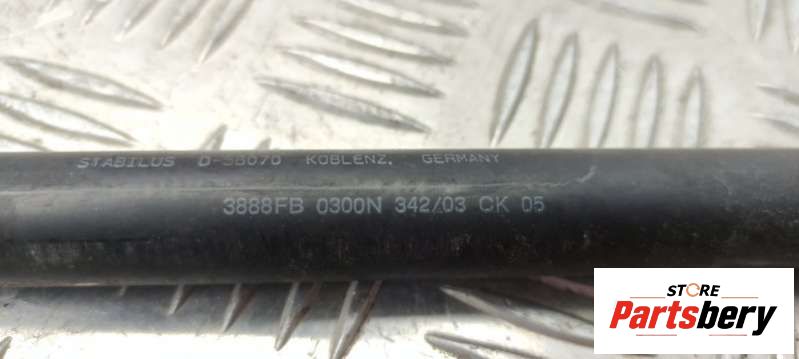 STABILUS D-56070 KOBLENZ. GERMANY
3888FB 0300N 342/03 CK 05
STORE
Partsbery